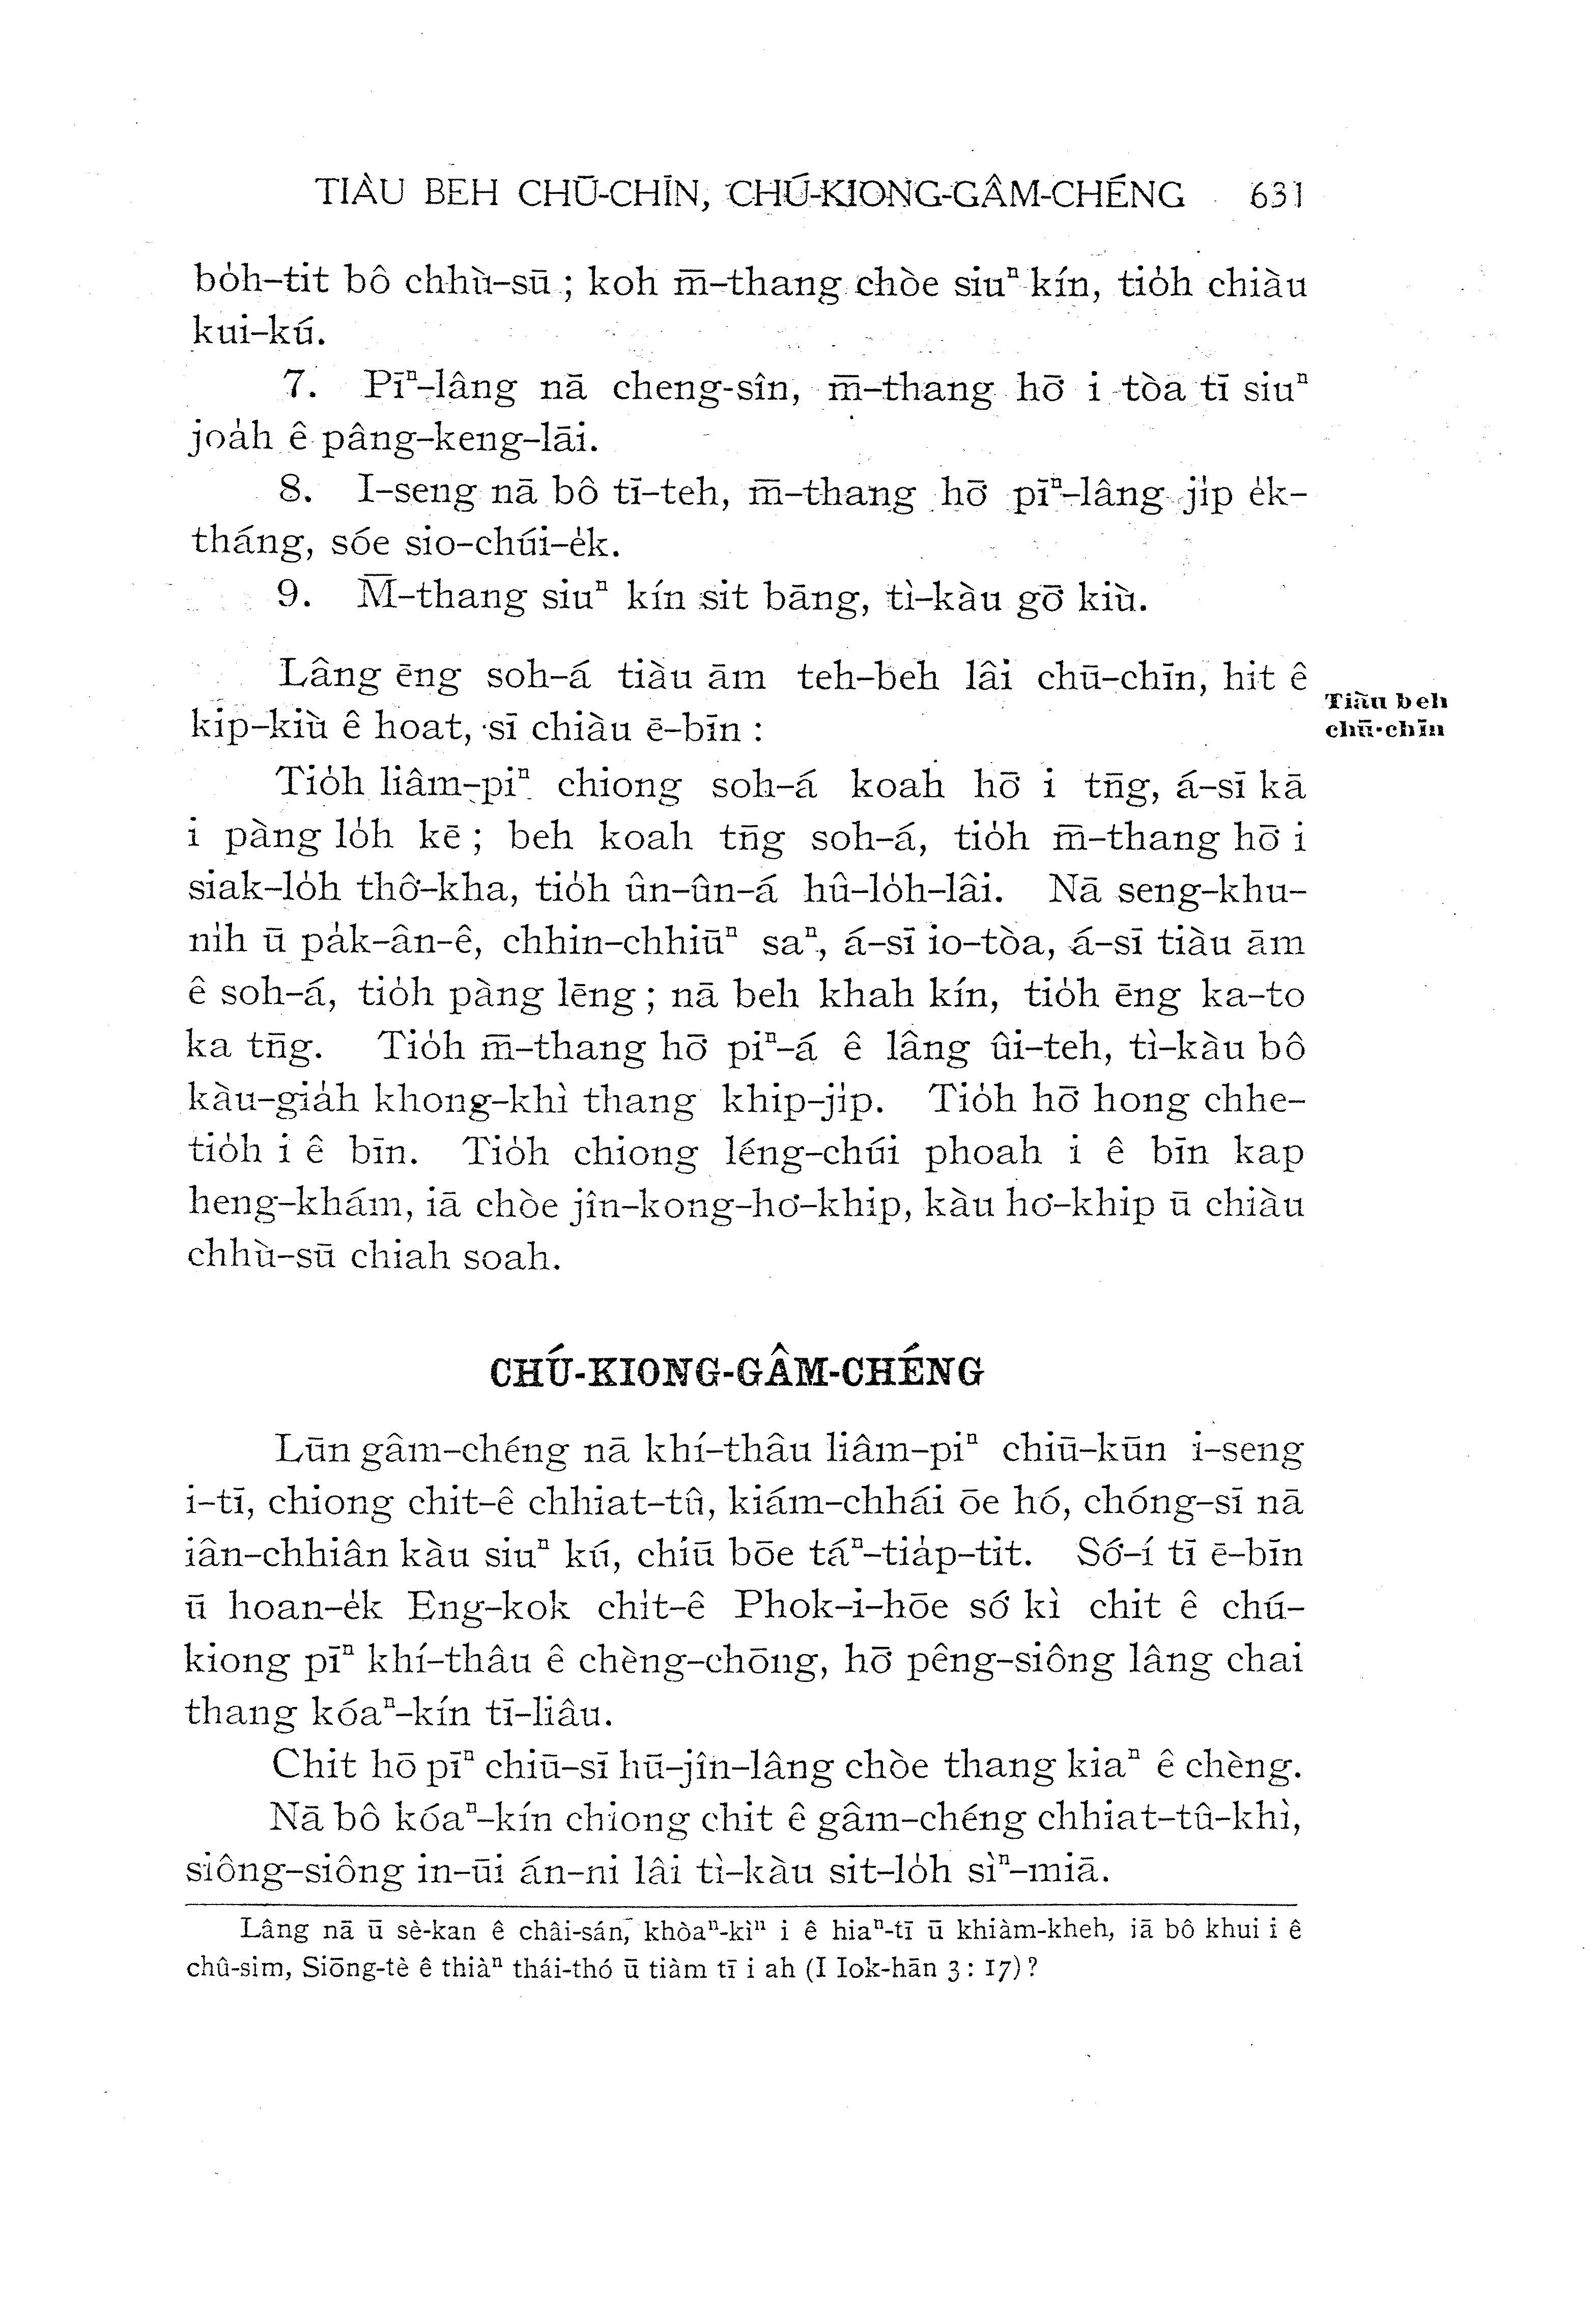 TIÀU BEH CHŪ-CHĪN, CHÚ-KIONG-GÂM-CHÉNG 631
bo̍h-tit bô chhù-sū ; koh m̄-thang chòe siuⁿ kín, tio̍h chiàu
kui-kú.
7. Pīⁿ-lâng nā cheng-sîn, m̄-thang hō͘ i tòa tī siuⁿ
joa̍h ê pâng-keng-lāi.
8. I-seng nā bô tī-teh, m̄-thang hō͘ pīⁿ-lâng ji̍p e̍k-
tháng, sóe sio-chúi-e̍k.
9. M̄-thang siuⁿ kín sit bāng, tì-kàu gō͘ kiù.
Lâng ēng soh-á tiàu ām teh-beh lâi chū-chīn, hit ê
kip-kiù ê hoat, sī chiàu ē-bīn :
Tio̍h liâm-piⁿ chiong soh-á koah hō͘ i tn̄g, á-sī kā
i pàng lo̍h kē ; beh koah tn̄g soh-á, tio̍h m̄-thang hō͘ i
siak-lo̍h thô͘-kha, tio̍h ûn-ûn-á hû-lo̍h-lâi. Nā seng-khu-
ni̍h ū pa̍k-ân-ê, chhin-chhiūⁿ saⁿ, á-sī io-tòa, á-sī tiàu ām
ê soh-á, tio̍h pàng lēng ; nā beh khah kín, tio̍h ēng ka-to
ka tn̄g. Tio̍h m̄-thang hō͘ piⁿ-á ê lâng ûi-teh, tì-kàu bô
kàu-gia̍h khong-khì thang khip-ji̍p. Tio̍h hō͘ hong chhe-
tio̍h i ê bīn. Tio̍h chiong léng-chúi phoah i ê bīn kap
heng-khám, iā chòe jîn-kong-ho͘-khip, kàu ho͘-khip ū chiàu
chhù-sū chiah soah.
Tiàu beh
chū-chīn
CHÚ-KIONG-GÂM-CHÉNG
Lūn gâm-chéng nā khí-thâu liâm-piⁿ chiū-kūn i-seng
i-tī, chiong chit-ê chhiat-tû, kiám-chhái ōe hó, chóng-sī nā
iân-chhiân kàu siuⁿ kú, chiū bōe táⁿ-tia̍p-tit. Só͘-í tī ē-bīn
ū hoan-e̍k Eng-kok chi̍t-ê Phok-i-hōe só͘ kì chit ê chú-
kiong pīⁿ khí-thâu ê chèng-chōng, hō͘ pêng-siông lâng chai
thang kóaⁿ-kín tī-liâu.
Chit hō pīⁿ chiū-sī hū-jîn-lâng chòe thang kiaⁿ ê chèng.
Nā bô kóaⁿ-kín chiong chit ê gâm-chéng chhiat-tû-khì,
siông-siông in-ūi án-ni lâi tì-kàu sit-lo̍h sìⁿ-miā.
Lâng nā ū sè-kan ê châi-sán, khòaⁿ-kìⁿ i ê hiaⁿ-tī ū khiàm-kheh, iā bô khui i ê
chû-sim, Siōng-tè ê thiàⁿ thái-thó ū tiàm tī i ah (I Iok-hān 3 : 17) ?